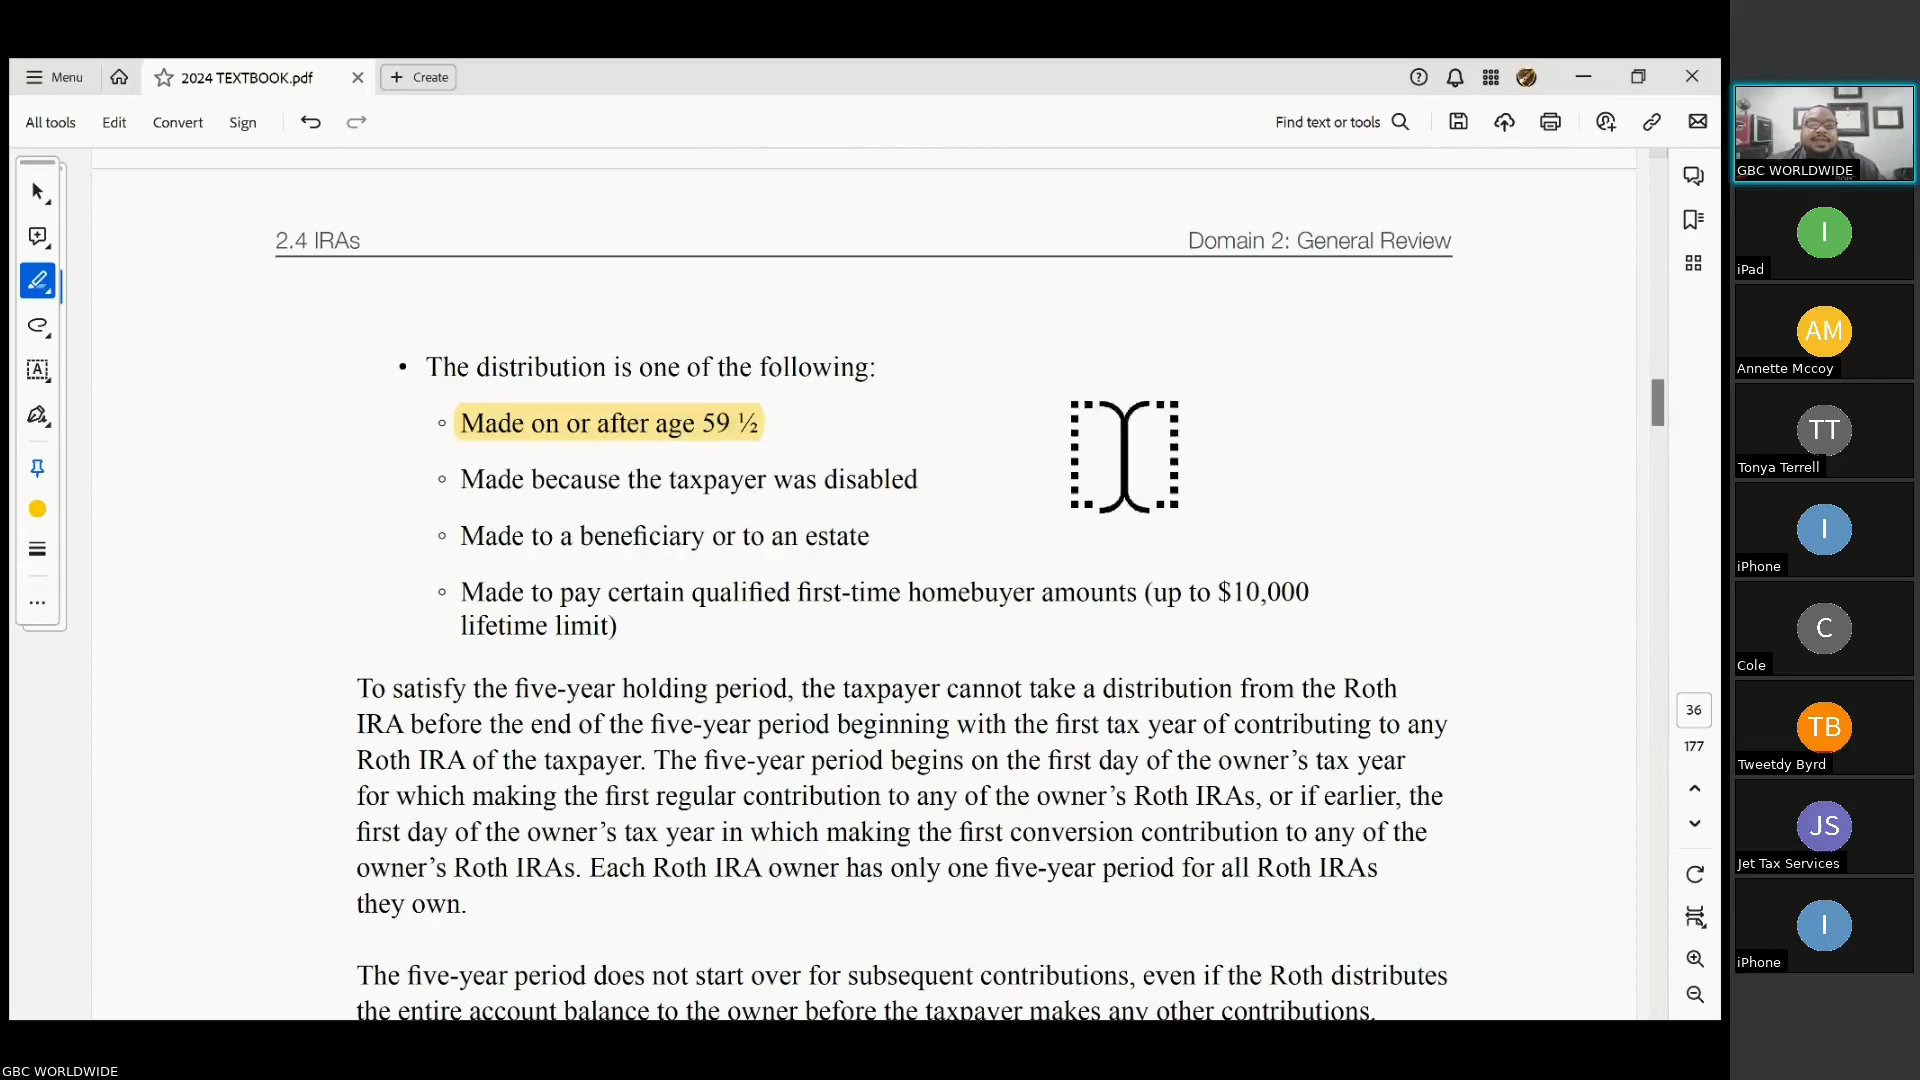 Menu
2024 TEXTBOOK.pdf
Create
All tools
Edit
Convert
Sign
Find text or tools
2.4 IRAs
Domain 2: General Review
• The distribution is one of the following:
◦ Made on or after age 59 ½
◦ Made because the taxpayer was disabled
◦ Made to a beneficiary or to an estate
◦ Made to pay certain qualified first-time homebuyer amounts (up to $10,000
lifetime limit)
To satisfy the five-year holding period, the taxpayer cannot take a distribution from the Roth
IRA before the end of the five-year period beginning with the first tax year of contributing to any
Roth IRA of the taxpayer. The five-year period begins on the first day of the owner's tax year
for which making the first regular contribution to any of the owner's Roth IRAs, or if earlier, the
first day of the owner's tax year in which making the first conversion contribution to any of the
owner's Roth IRAs. Each Roth IRA owner has only one five-year period for all Roth IRAs
they own.
The five-year period does not start over for subsequent contributions, even if the Roth distributes
the entire account balance to the owner before the taxpayer makes any other contributions.
36
177
GBC WORLDWIDE
I
iPad
AM
Annette Mccoy
TT
Tonya Terrell
I
iPhone
C
Cole
TB
Tweetdy Byrd
JS
Jet Tax Services
I
iPhone
GBC WORLDWIDE